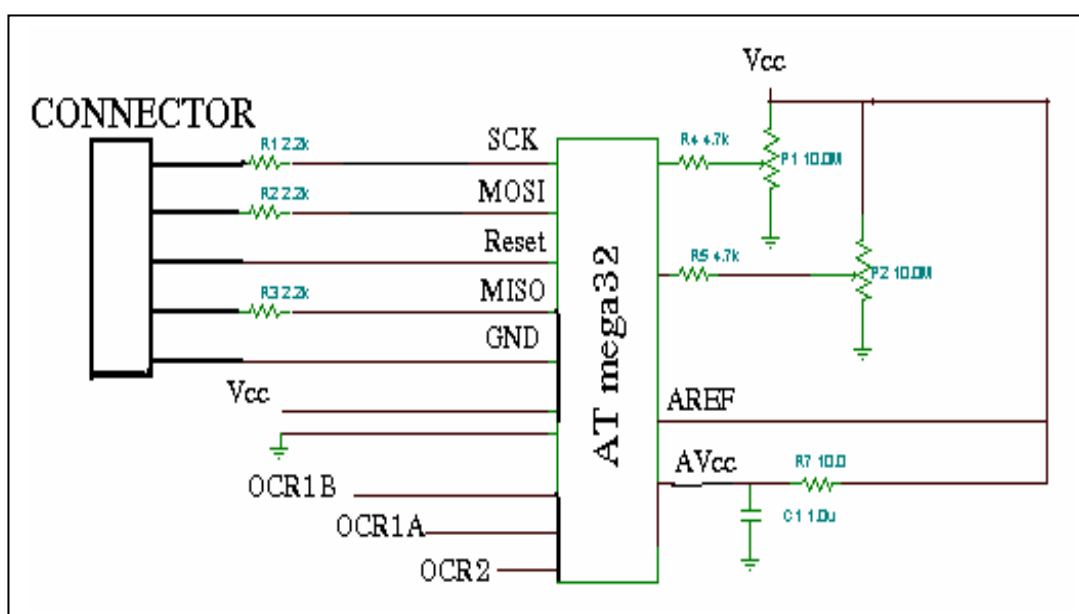 Vcc
CONNECTOR
R1 2.2k
SCK
R4 4.7k
P1 10.0M
R2 2.2k
MOSI
Reset
R5 4.7k
P2 10.0M
R3 2.2k
MISO
GND
AT mega32
Vcc
AREF
AVcc
R7 10.0
OCR1B
C1 1.0u
OCR1A
OCR2